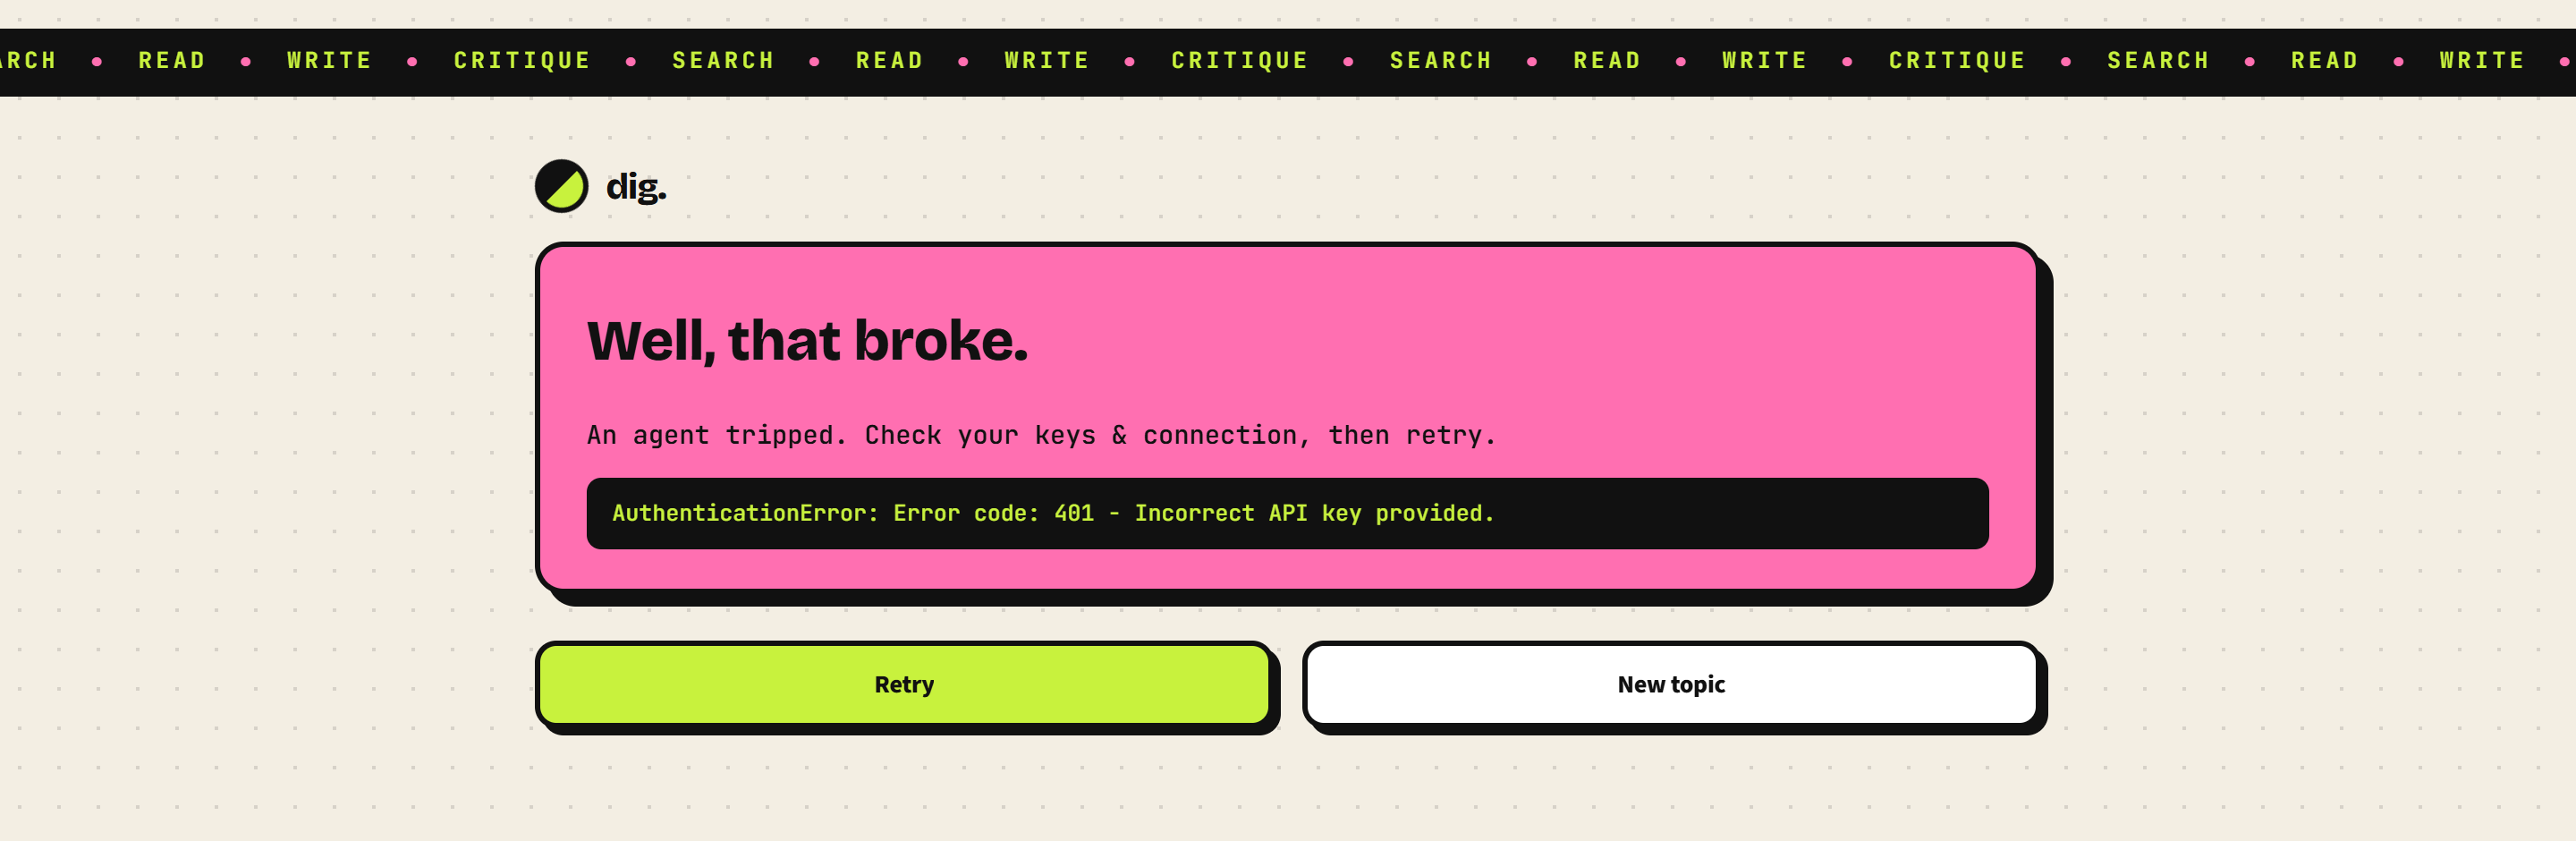 RCH • READ • WRITE • CRITIQUE • SEARCH • READ • WRITE • CRITIQUE • SEARCH • READ • WRITE • CRITIQUE • SEARCH • READ • WRITE •
dig.
Well, that broke.
An agent tripped. Check your keys & connection, then retry.
AuthenticationError: Error code: 401 - Incorrect API key provided.
Retry
New topic